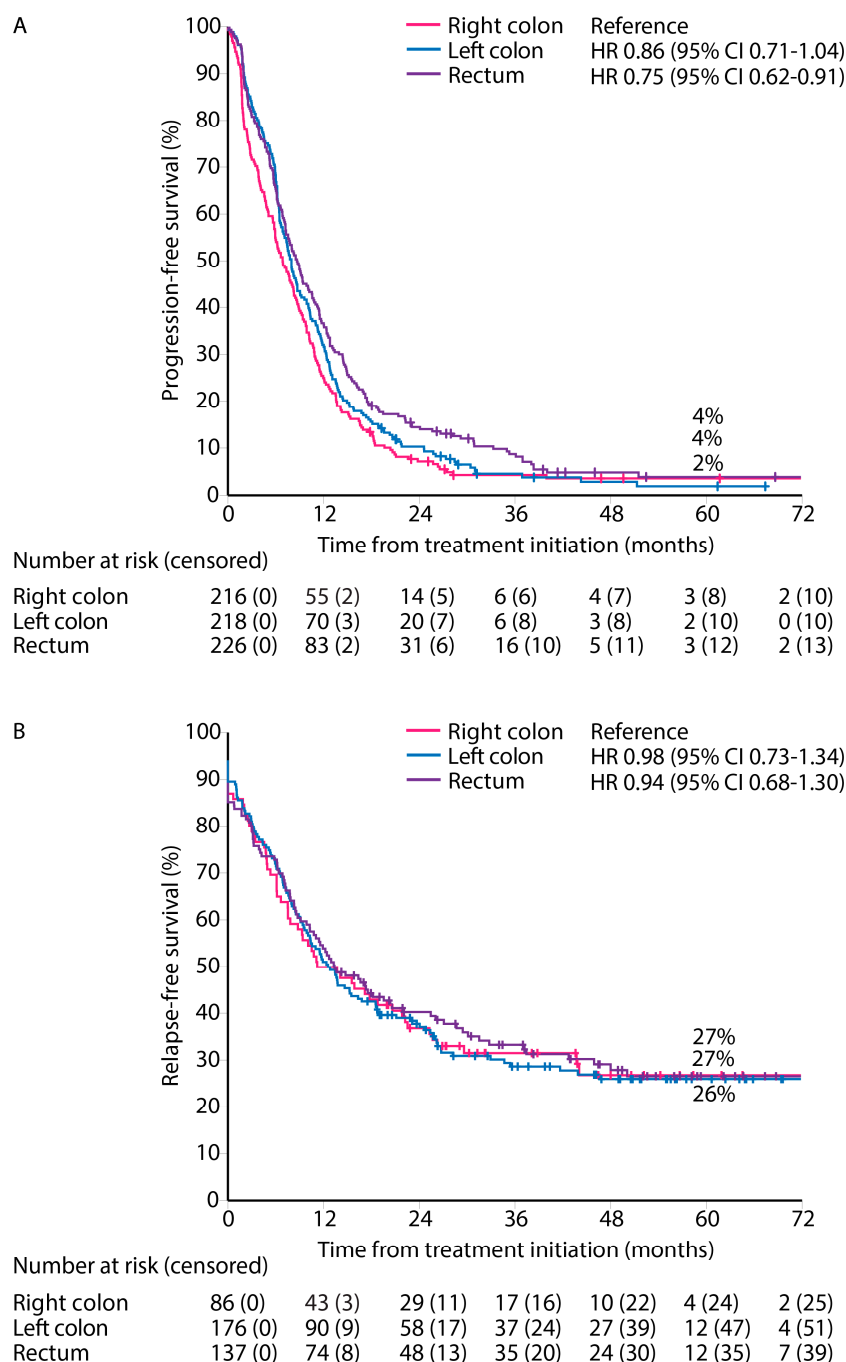 A
Right colon Reference
Left colon HR 0.86 (95% CI 0.71-1.04)
Rectum HR 0.75 (95% CI 0.62-0.91)
Progression-free survival (%)
100
90
80
70
60
50
40
30
20
10
0
4%
4%
2%
0 12 24 36 48 60 72
Time from treatment initiation (months)
Number at risk (censored)
Right colon 216 (0) 55 (2) 14 (5) 6 (6) 4 (7) 3 (8) 2 (10)
Left colon 218 (0) 70 (3) 20 (7) 6 (8) 3 (8) 2 (10) 0 (10)
Rectum 226 (0) 83 (2) 31 (6) 16 (10) 5 (11) 3 (12) 2 (13)
B
Right colon Reference
Left colon HR 0.98 (95% CI 0.73-1.34)
Rectum HR 0.94 (95% CI 0.68-1.30)
Relapse-free survival (%)
100
90
80
70
60
50
40
30
20
10
0
27%
27%
26%
0 12 24 36 48 60 72
Time from treatment initiation (months)
Number at risk (censored)
Right colon 86 (0) 43 (3) 29 (11) 17 (16) 10 (22) 4 (24) 2 (25)
Left colon 176 (0) 90 (9) 58 (17) 37 (24) 27 (39) 12 (47) 4 (51)
Rectum 137 (0) 74 (8) 48 (13) 35 (20) 24 (30) 12 (35) 7 (39)